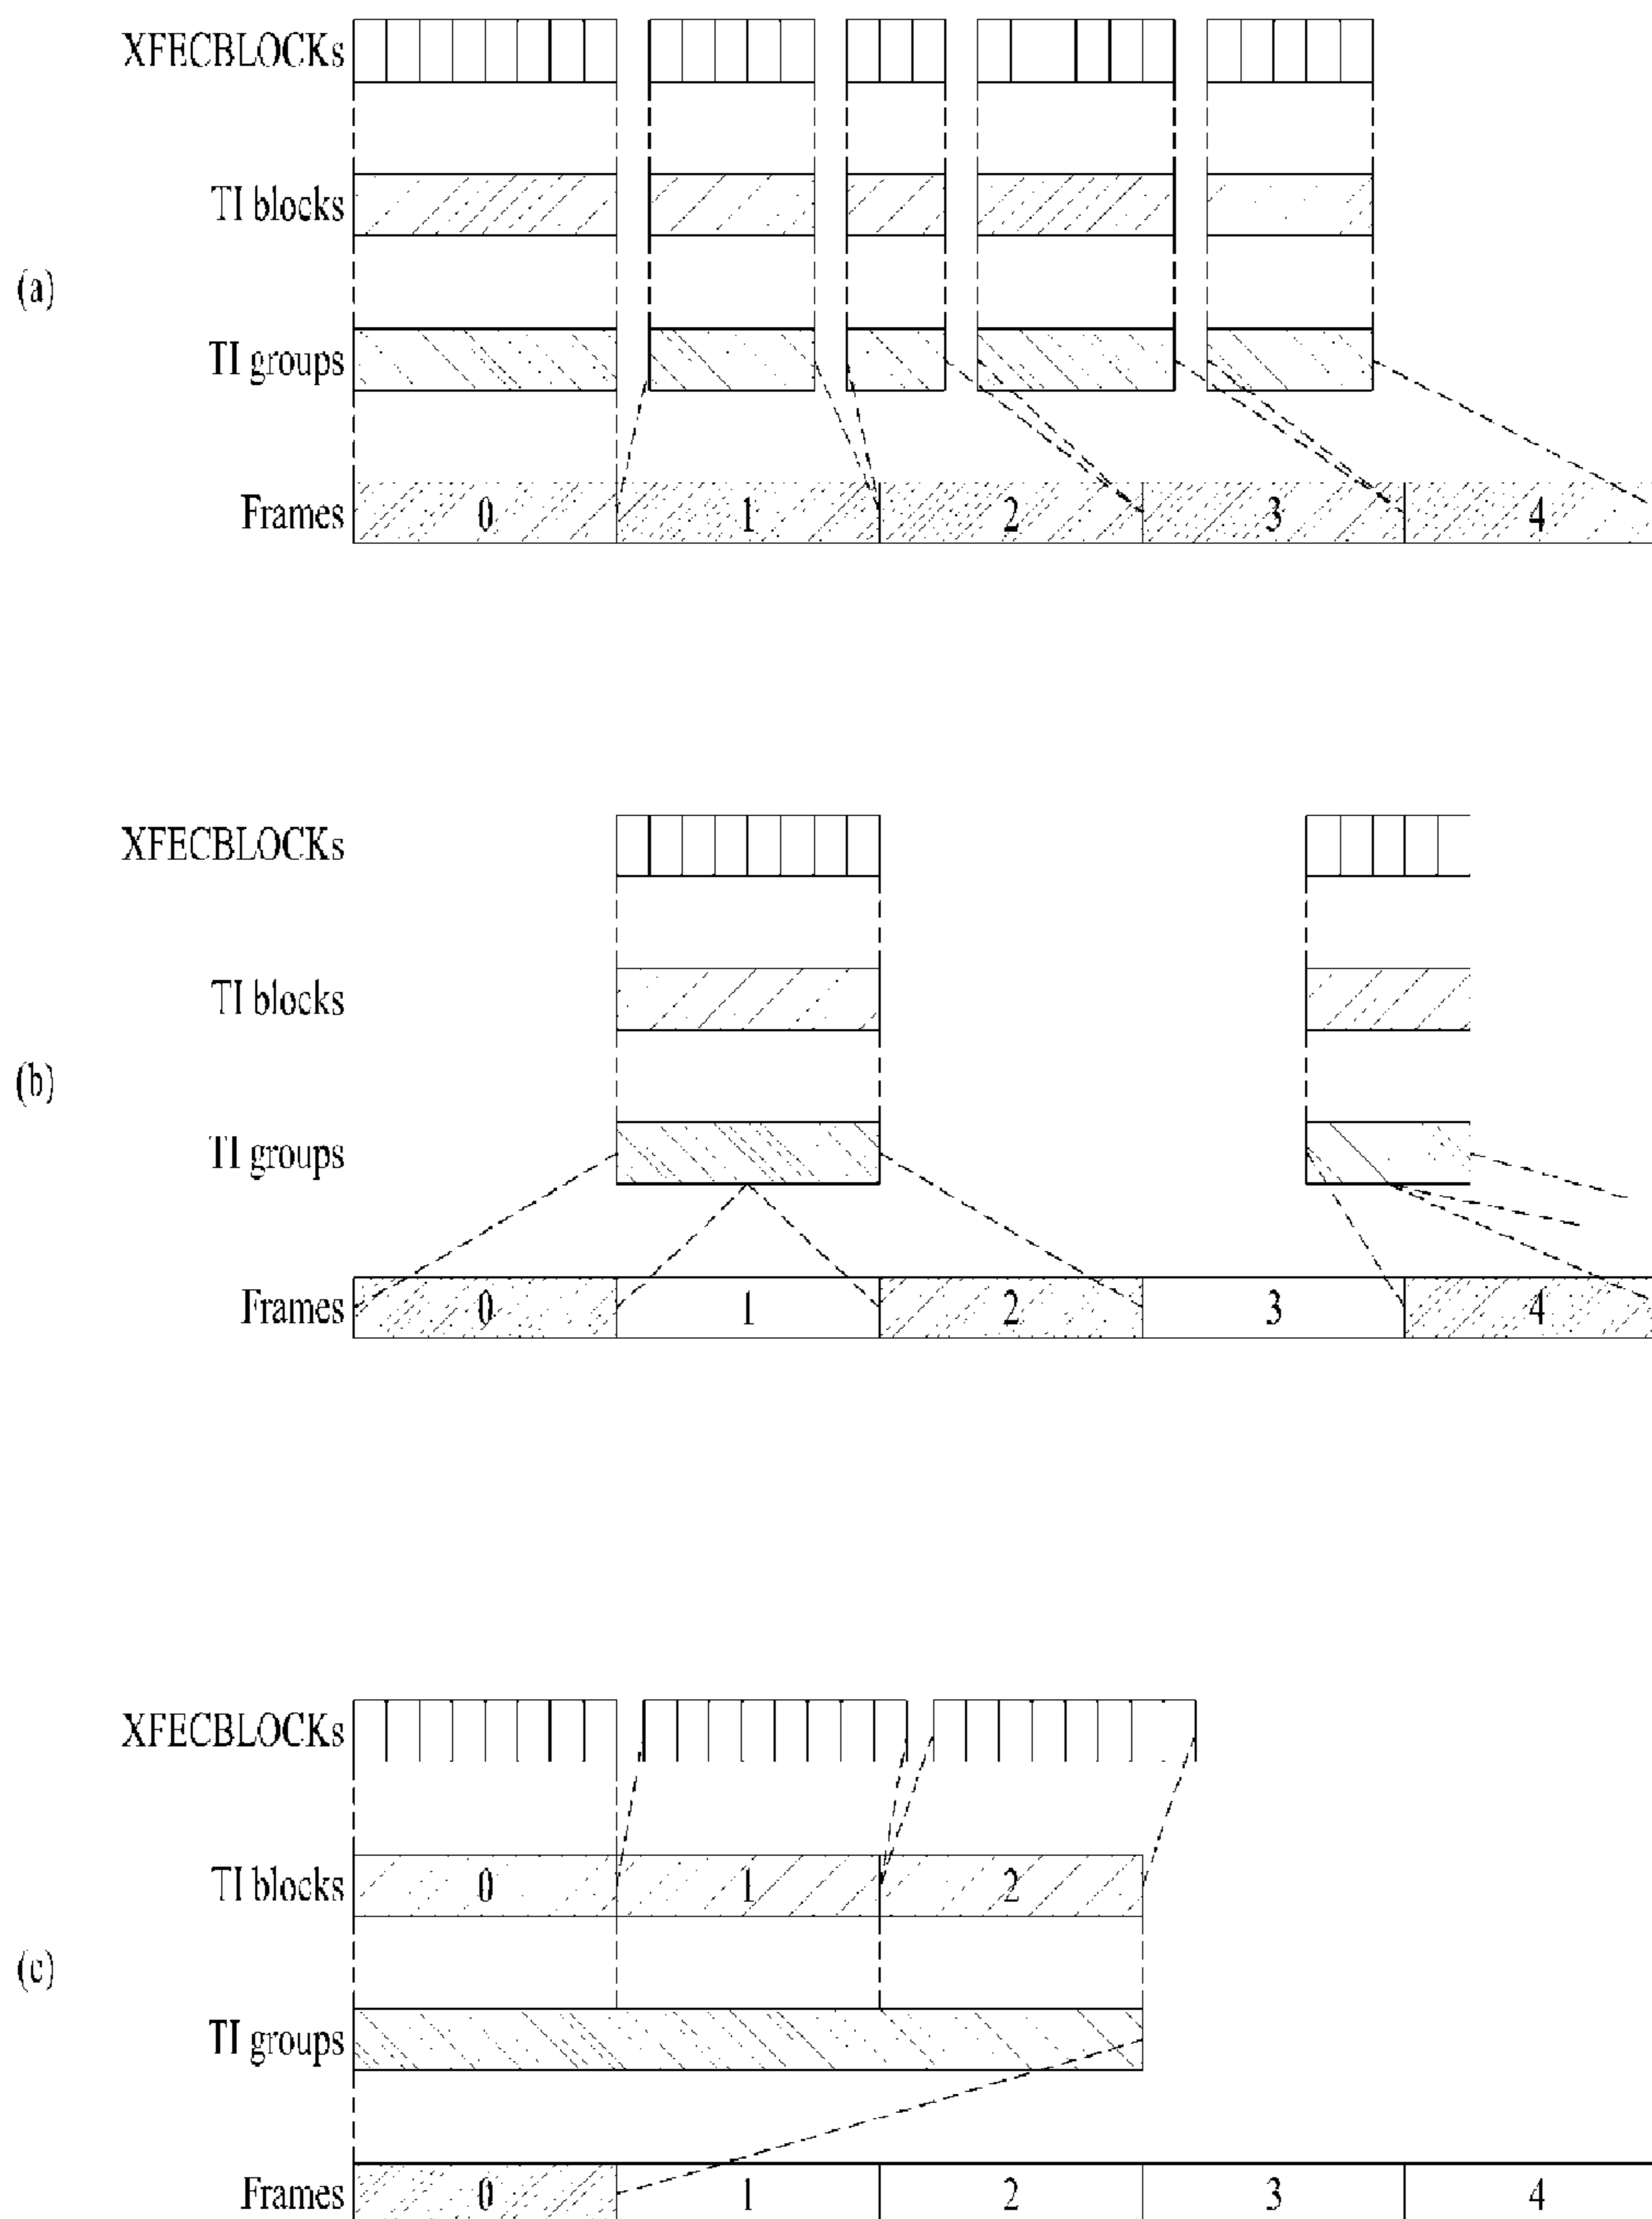 XFECBLOCKs
TI blocks
(a)
TI groups
Frames 0 1 2 3 4
XFECBLOCKs
TI blocks
(b)
TI groups
Frames 0 1 2 3 4
XFECBLOCKs
TI blocks 0 1 2
(c)
TI groups
Frames 0 1 2 3 4